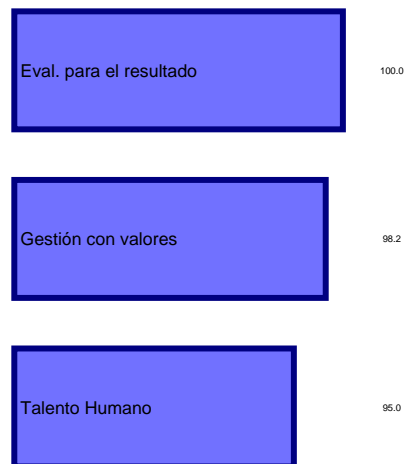 Eval. para el resultado 100.0
Gestión con valores 98.2
Talento Humano 95.0